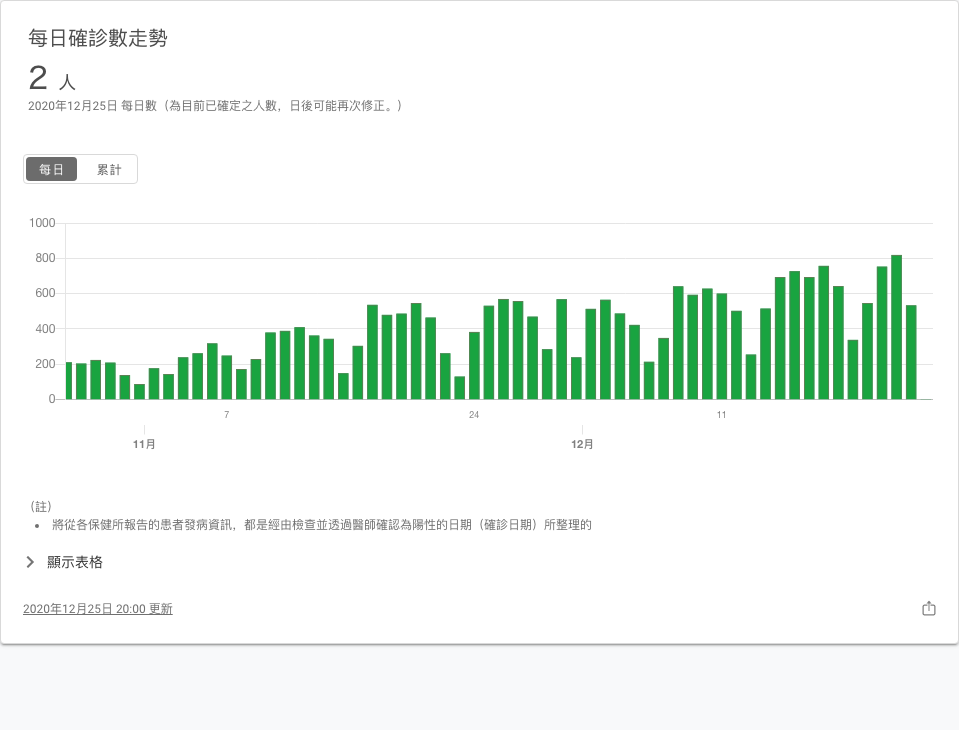 每日確診數走勢
2 人
2020年12月25日 每日數（為目前已確定之人數，日後可能再次修正。）
每日 累計
1000
800
600
400
200
0
7 24 11
11月 12月
（註）
• 將從各保健所報告的患者發病資訊，都是經由檢查並透過醫師確認為陽性的日期（確診日期）所整理的
顯示表格
2020年12月25日 20:00 更新